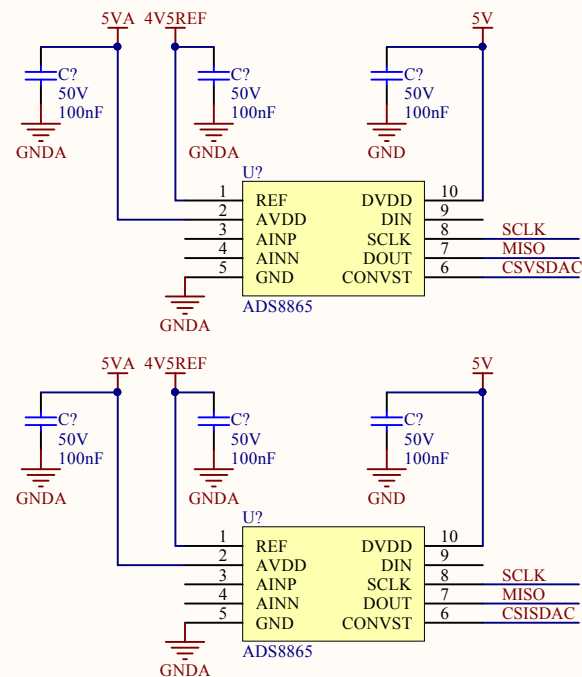 5VA 4V5REF 5V
C? C? C?
50V 50V 50V
100nF 100nF 100nF
GNDA GNDA GND
U?
1 REF DVDD 10
2 AVDD DIN 9
3 AINP SCLK 8 SCLK
4 AINN DOUT 7 MISO
5 GND CONVST 6 CSVSDAC
GNDA ADS8865
5VA 4V5REF 5V
C? C? C?
50V 50V 50V
100nF 100nF 100nF
GNDA GNDA GND
U?
1 REF DVDD 10
2 AVDD DIN 9
3 AINP SCLK 8 SCLK
4 AINN DOUT 7 MISO
5 GND CONVST 6 CSISDAC
GNDA ADS8865